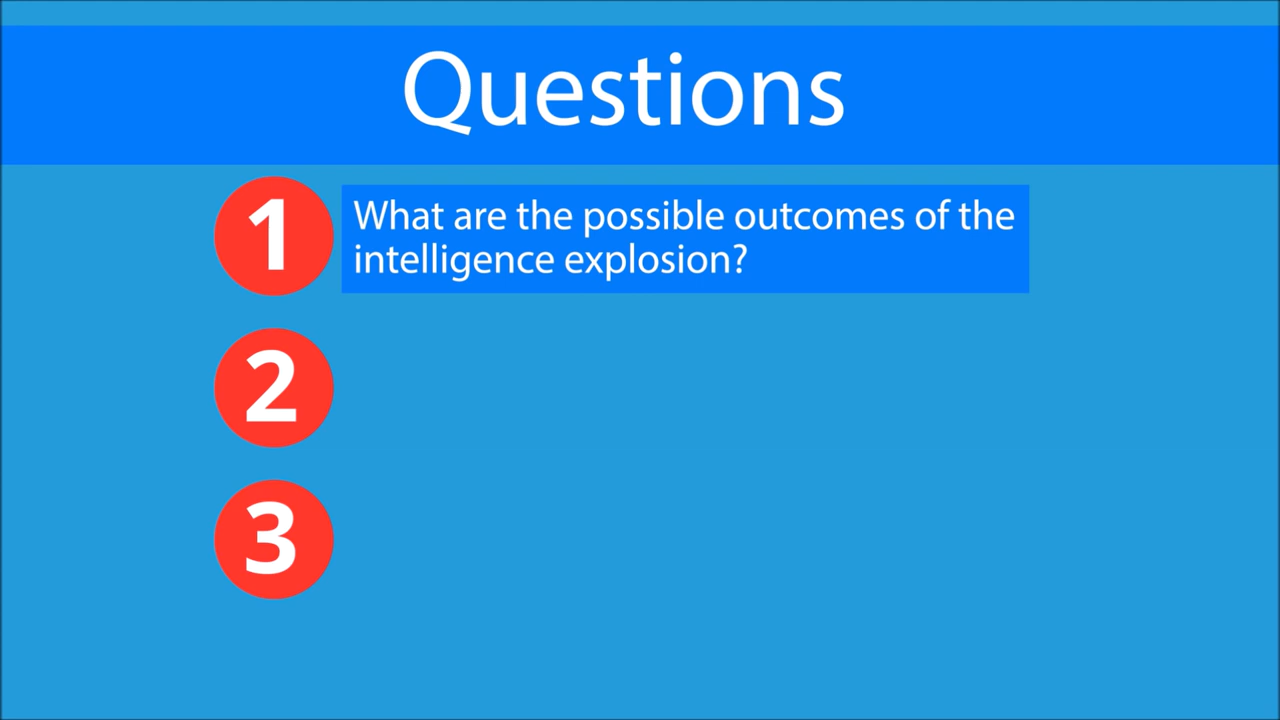 Questions
1
What are the possible outcomes of the
intelligence explosion?
2
3